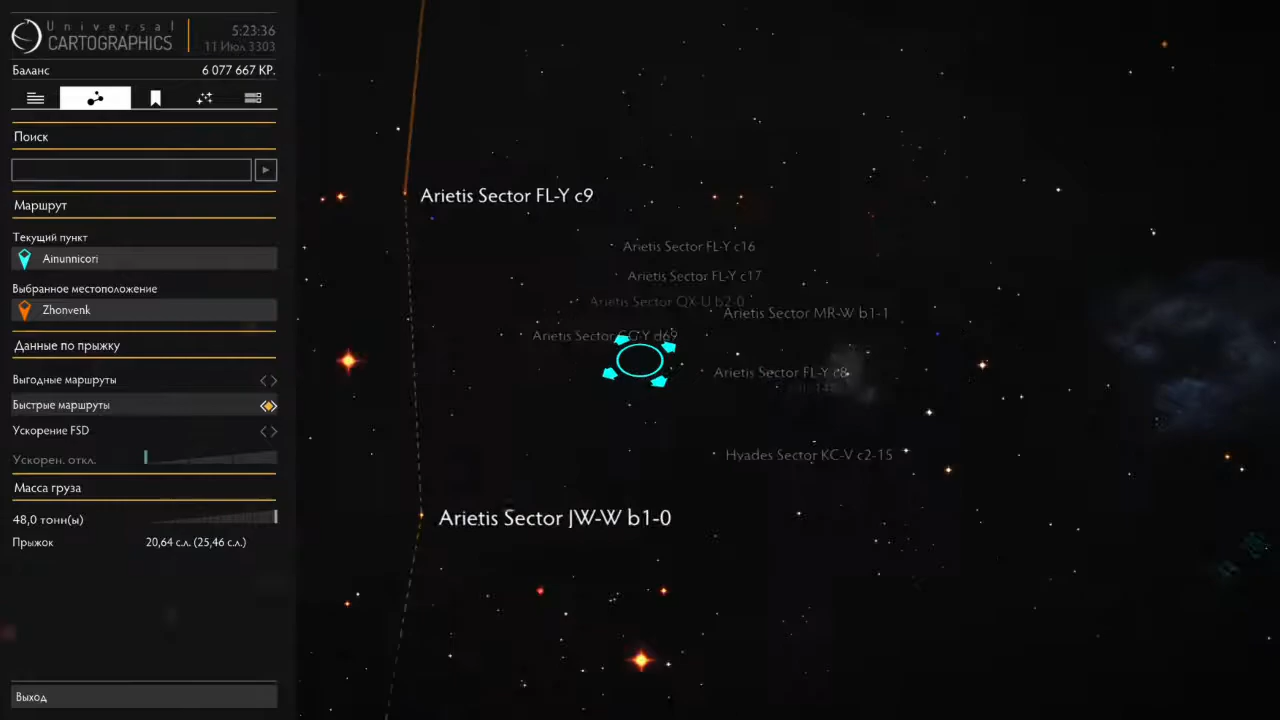 Universal
CARTOGRAPHICS
5:23:36
11 Июл 3303
Баланс
6 077 667 КР.
Поиск
Маршрут
Текущий пункт
Ainunnicori
Выбранное местоположение
Zhonvenk
Данные по прыжку
Выгодные маршруты
Быстрые маршруты
Ускорение FSD
Ускорен. откл.
Масса груза
48,0 тонн(ы)
Прыжок
20,64 с.л. (25,46 с.л.)
Выход
Arietis Sector FL-Y c9
Arietis Sector FL-Y c16
Arietis Sector FL-Y c17
Arietis Sector QX-U b2-0
Arietis Sector MR-W b1-1
Arietis Sector d69
Arietis Sector FL-Y c8
Hyades Sector KC-V c2-15
Arietis Sector JW-W b1-0